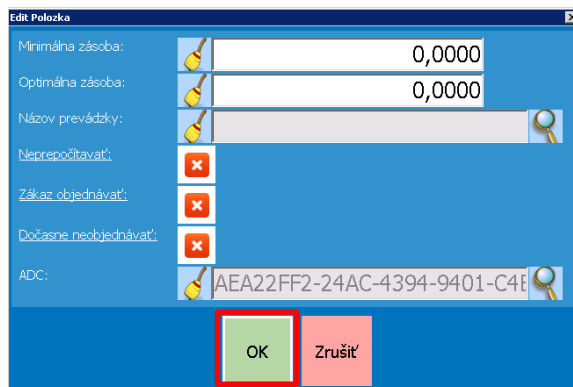 Edit Polozka
Minimálna zásoba: 0,0000
Optimálna zásoba: 0,0000
Názov prevádzky:
Neprepočítavať:
Zákaz objednávať:
Dočasne neobjednávať:
ADC: AEA22FF2-24AC-4394-9401-C4E
OK Zrušiť